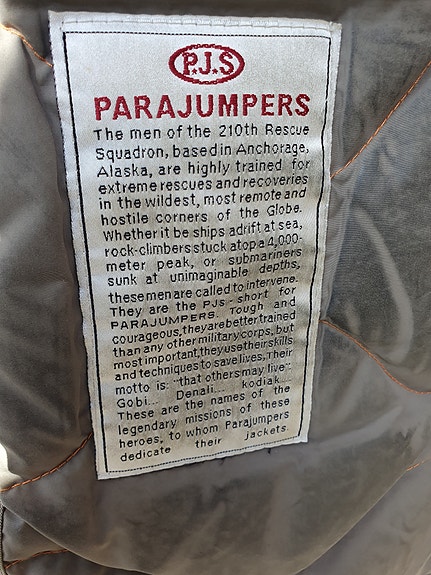 P.J.S
PARAJUMPERS
The men of the 210th Rescue
Squadron, based in Anchorage,
Alaska, are highly trained for
extreme rescues and recoveries
in the wildest, most remote and
hostile corners of the Globe.
Whether it be ships adrift at sea,
rock-climbers stuck atop a 4,000-
meter peak, or submariners
sunk at unimaginable depths,
these men are called to intervene.
They are the PJs - short for
PARAJUMPERS. Tough and
courageous, they are better trained
than any other military corps, but
most important, they use their skills
and techniques to save lives, Their
motto is: "that others may live".
Gobi... Denali... kodiak...
These are the names of the
legendary missions of these
heroes, to whom Parajumpers
dedicate their jackets.